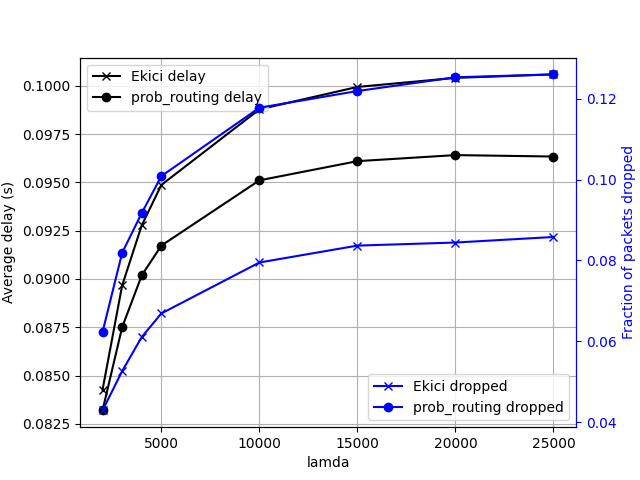 Ekici delay
prob_routing delay
0.1000
0.0975
0.0950
0.0925
0.0900
0.0875
0.0850
0.0825
Average delay (s)
0.12
0.10
0.08
0.06
0.04
Fraction of packets dropped
Ekici dropped
prob_routing dropped
5000 10000 15000 20000 25000
lamda